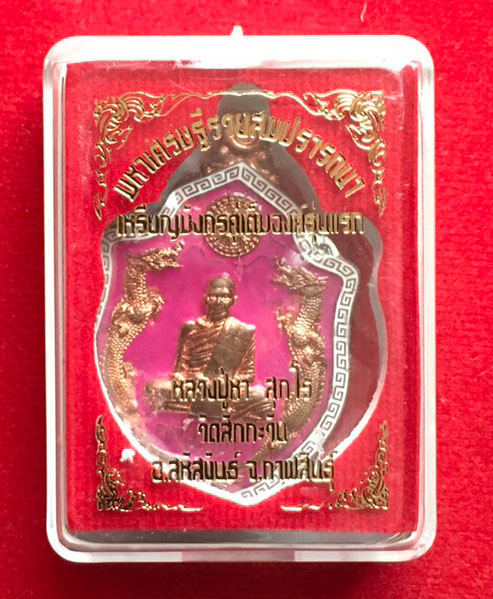 มหาเศรษฐีรวยสมปรารถนา
เหรียญมังกรคู่เต็มองค์รุ่นแรก
หลวงปู่หา สุภโร
วัดสักกะวัน
อ.สหัสขันธ์ จ.กาฬสินธุ์